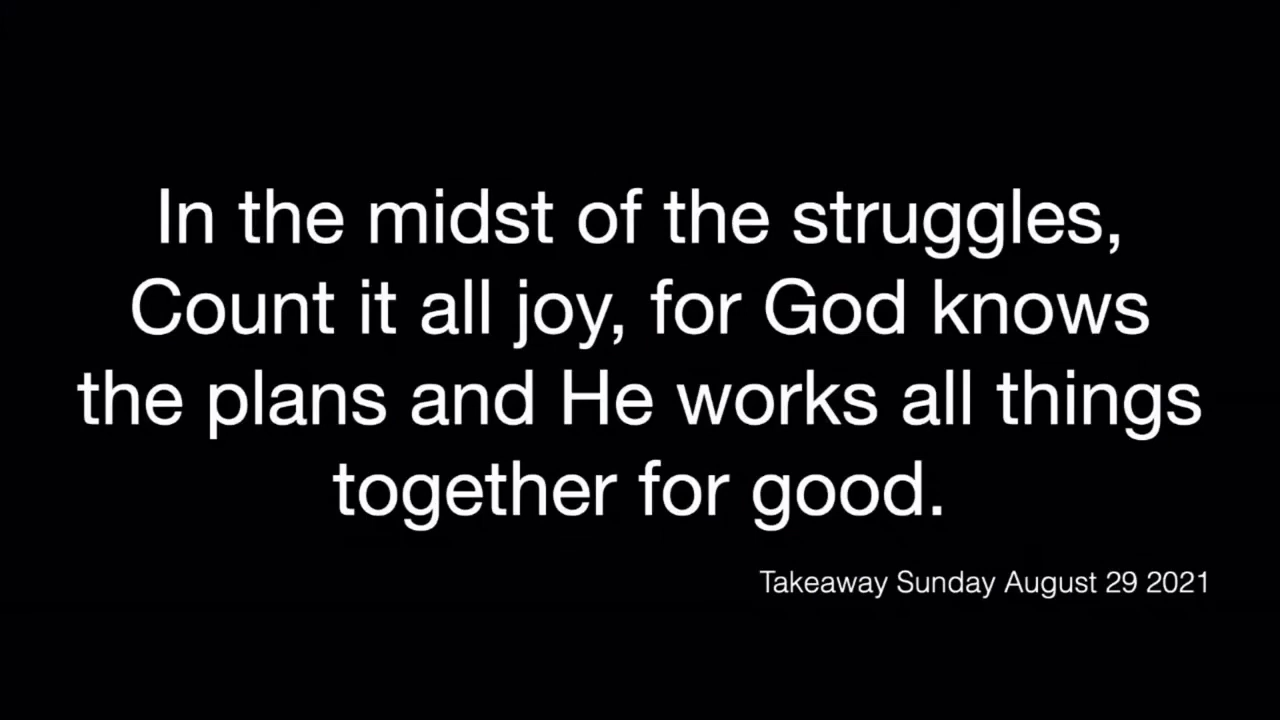 In the midst of the struggles,
Count it all joy, for God knows
the plans and He works all things
together for good.
Takeaway Sunday August 29 2021